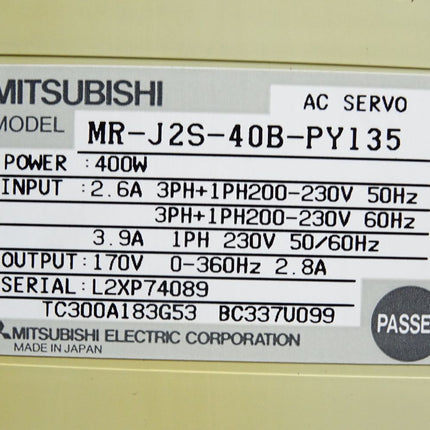 MITSUBISHI AC SERVO
MODEL MR-J2S-40B-PY135
POWER : 400W
INPUT : 2.6A 3PH+1PH200-230V 50Hz
3PH+1PH200-230V 60Hz
3.9A 1PH 230V 50/60Hz
OUTPUT : 170V 0-360Hz 2.8A
SERIAL : L2XP74089
TC300A183G53 BC337U099
MITSUBISHI ELECTRIC CORPORATION
MADE IN JAPAN
PASSE